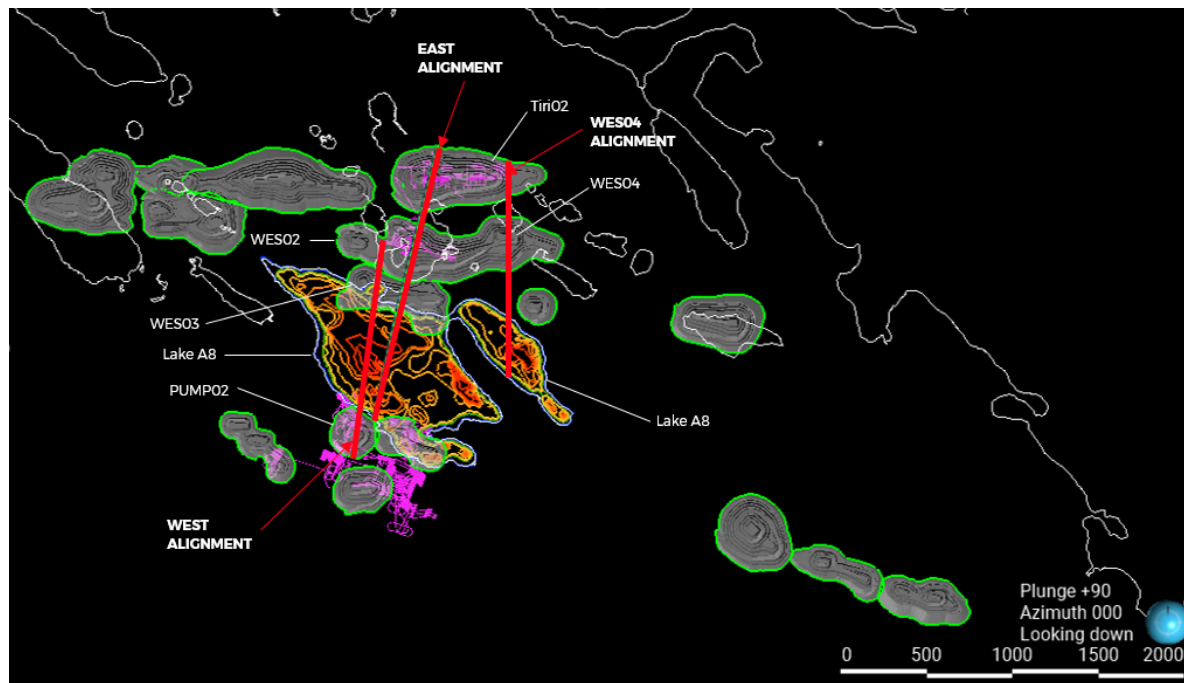 EAST
ALIGNMENT
Tiri02
WES04
ALIGNMENT
WES04
WES02
WES03
Lake A8
PUMP02
Lake A8
WEST
ALIGNMENT
Plunge +90
Azimuth 000
Looking down
0 500 1000 1500 2000